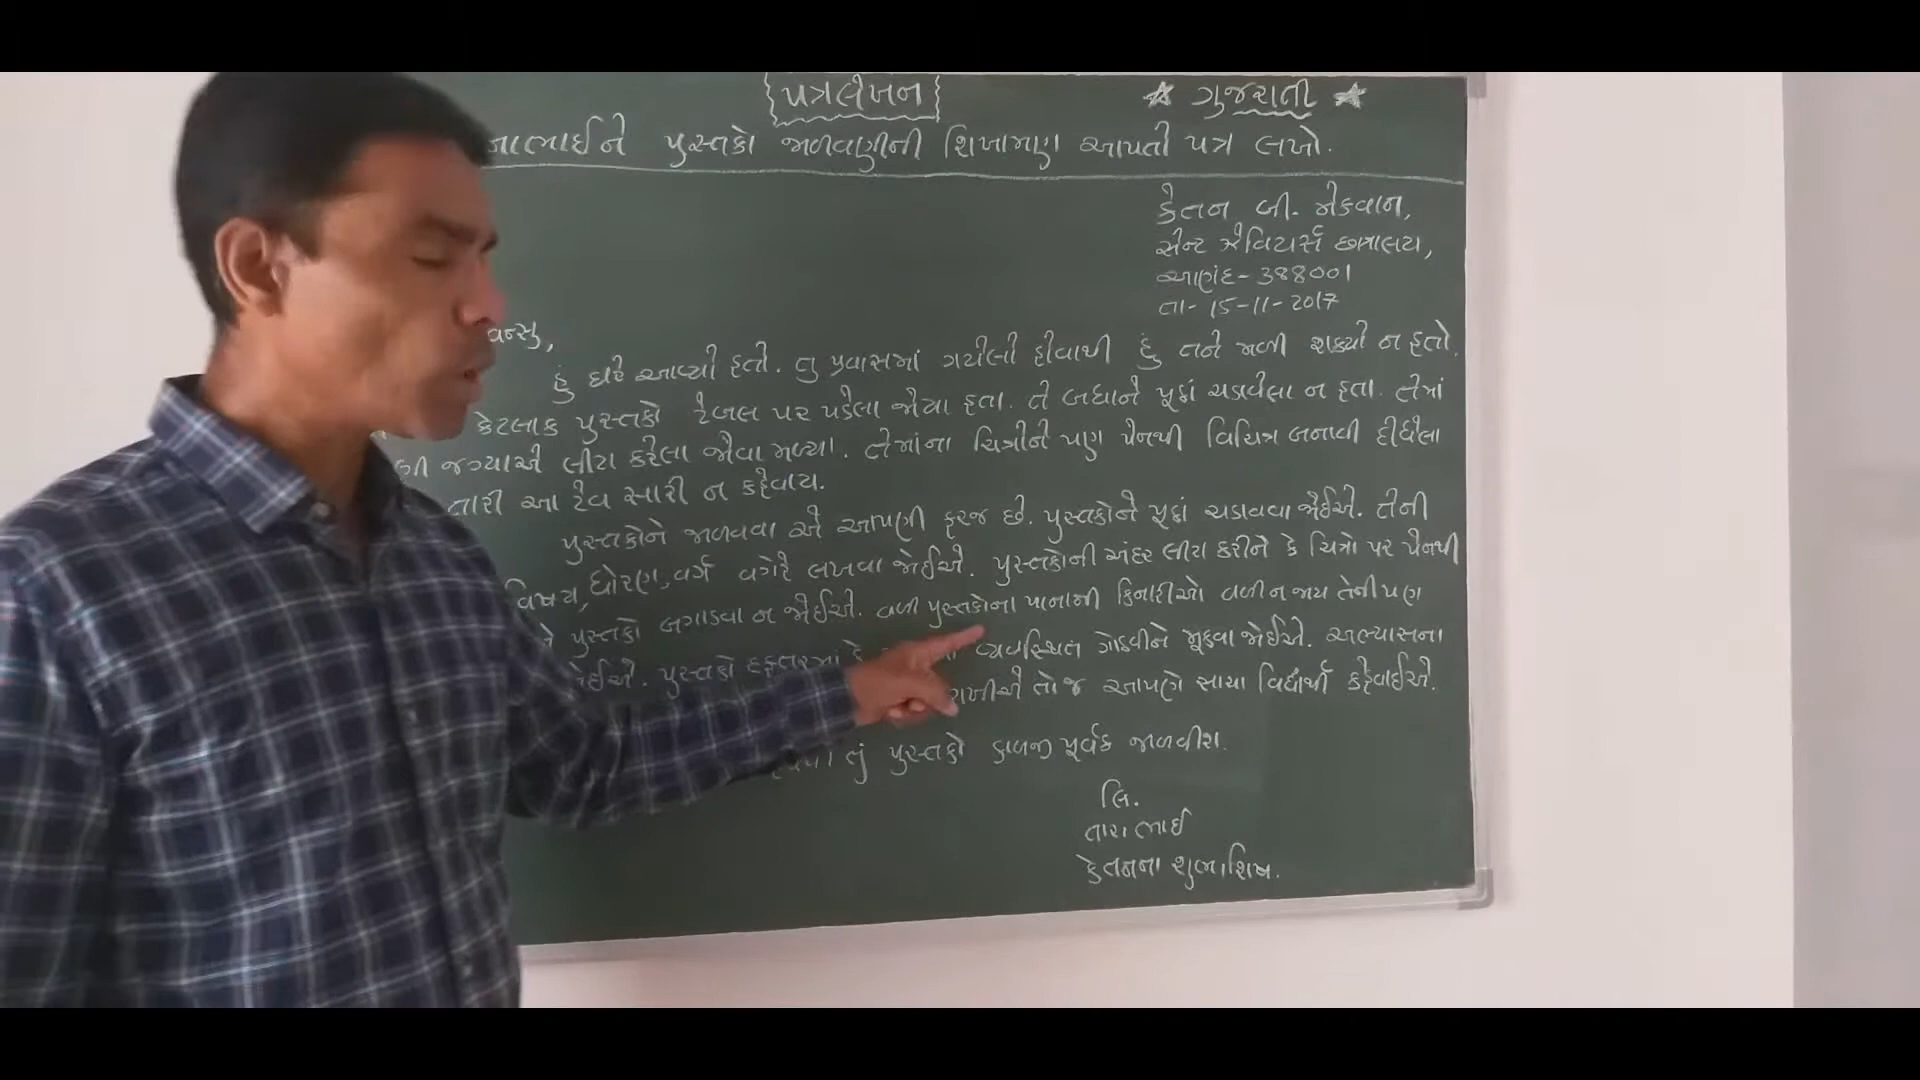 પત્રલેખન
★ ગુજરાતી ★
નાભાઈને પુસ્તકો જાળવણીની શિખામણ આપતો પત્ર લખો.
કેતન બી. મેકવાન,
સેન્ટ ઝેવિયર્સ છાત્રાલય,
આણંદ - 388001
તા- 15-11-2017
હું ઘરે આવ્યો હતો. તુ પ્રવાસમાં ગયેલો હોવાથી હું તને મળી શક્યો ન હતો.
કેટલાક પુસ્તકો ટેબલ પર પડેલા જોયા હતા. તે બધાને પૂઠાં ચડાવેલા ન હતા. તેમાં
જગ્યાએ લીટા કરેલા જોવા મળ્યા. તેમાંના ચિત્રોને પણ પેનથી વિચિત્ર બનાવી દીધેલા
તારી આ ટેવ સારી ન કહેવાય.
પુસ્તકોને જાળવવા એ આપણી ફરજ છે. પુસ્તકોને પૂઠાં ચડાવવા જોઈએ. તેની
વિષય, ધોરણ, વર્ગ વગેરે લખવા જોઈએ. પુસ્તકોની અંદર લીટા કરીને કે ચિત્રો પર પેનથી
પુસ્તકો બગાડવા ન જોઈએ. વળી પુસ્તકોના પાનાની કિનારીઓ વળી ન જાય તેની પણ
જોઈએ. પુસ્તકો દફતરમાં કે વ્યવસ્થિત ગોઠવીને મૂકવા જોઈએ. અભ્યાસના
રાખીએ તો જ આપણે સાચા વિદ્યાર્થી કહેવાઈએ.
તું પુસ્તકો કાળજી પૂર્વક જાળવીશ.
લિ.
તારા ભાઈ
કેતનના શુભાશિષ.